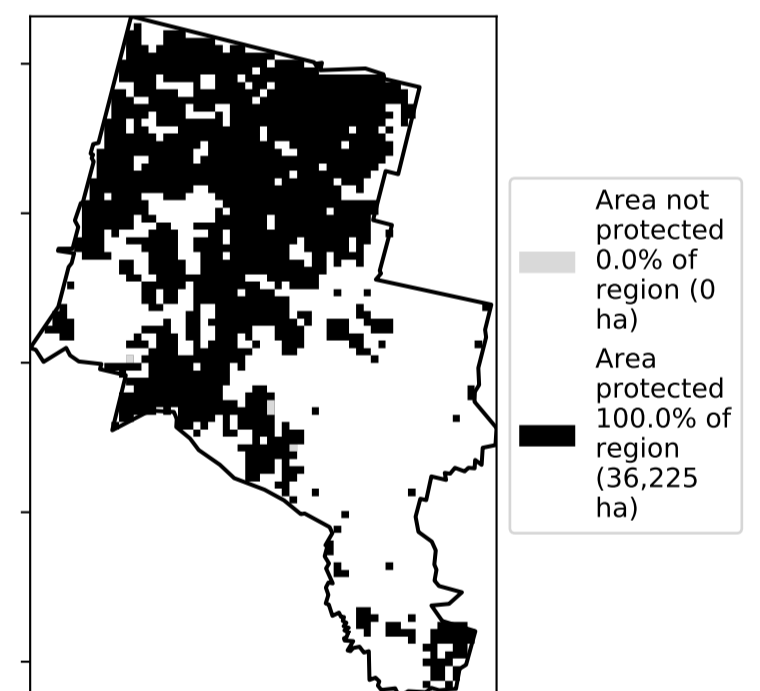 Area not
protected
0.0% of
region (0
ha)
Area
protected
100.0% of
region
(36,225
ha)